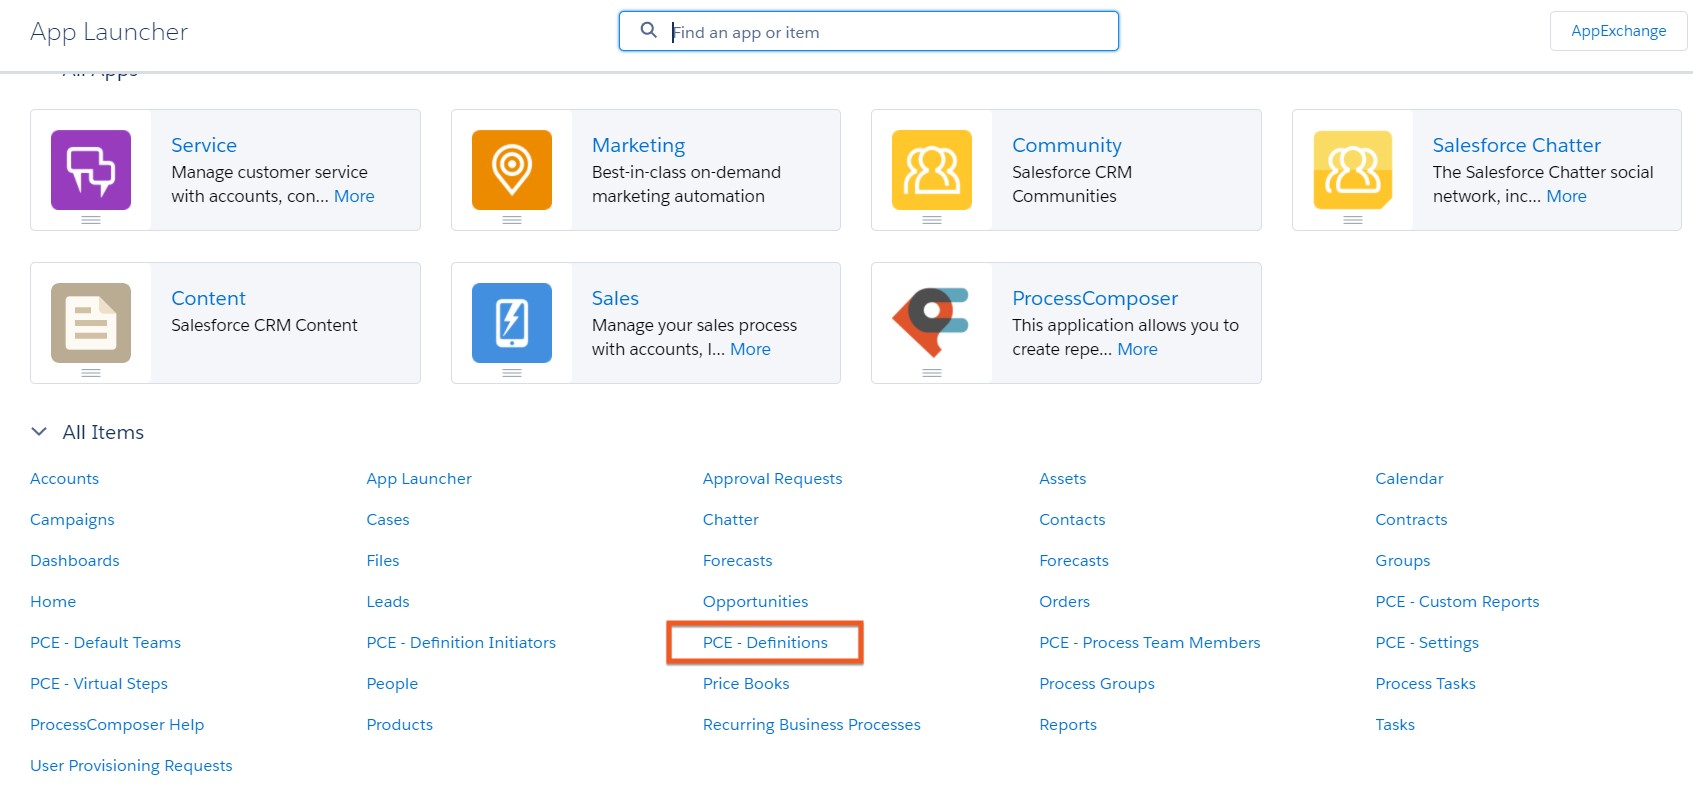 App Launcher
Find an app or item
AppExchange
All Apps
Service
Manage customer service
with accounts, con... More
Marketing
Best-in-class on-demand
marketing automation
Community
Salesforce CRM
Communities
Salesforce Chatter
The Salesforce Chatter social
network, inc... More
Content
Salesforce CRM Content
Sales
Manage your sales process
with accounts, l... More
ProcessComposer
This application allows you to
create repe... More
All Items
Accounts App Launcher Approval Requests Assets Calendar
Campaigns Cases Chatter Contacts Contracts
Dashboards Files Forecasts Forecasts Groups
Home Leads Opportunities Orders PCE - Custom Reports
PCE - Default Teams PCE - Definition Initiators PCE - Definitions PCE - Process Team Members PCE - Settings
PCE - Virtual Steps People Price Books Process Groups Process Tasks
ProcessComposer Help Products Recurring Business Processes Reports Tasks
User Provisioning Requests